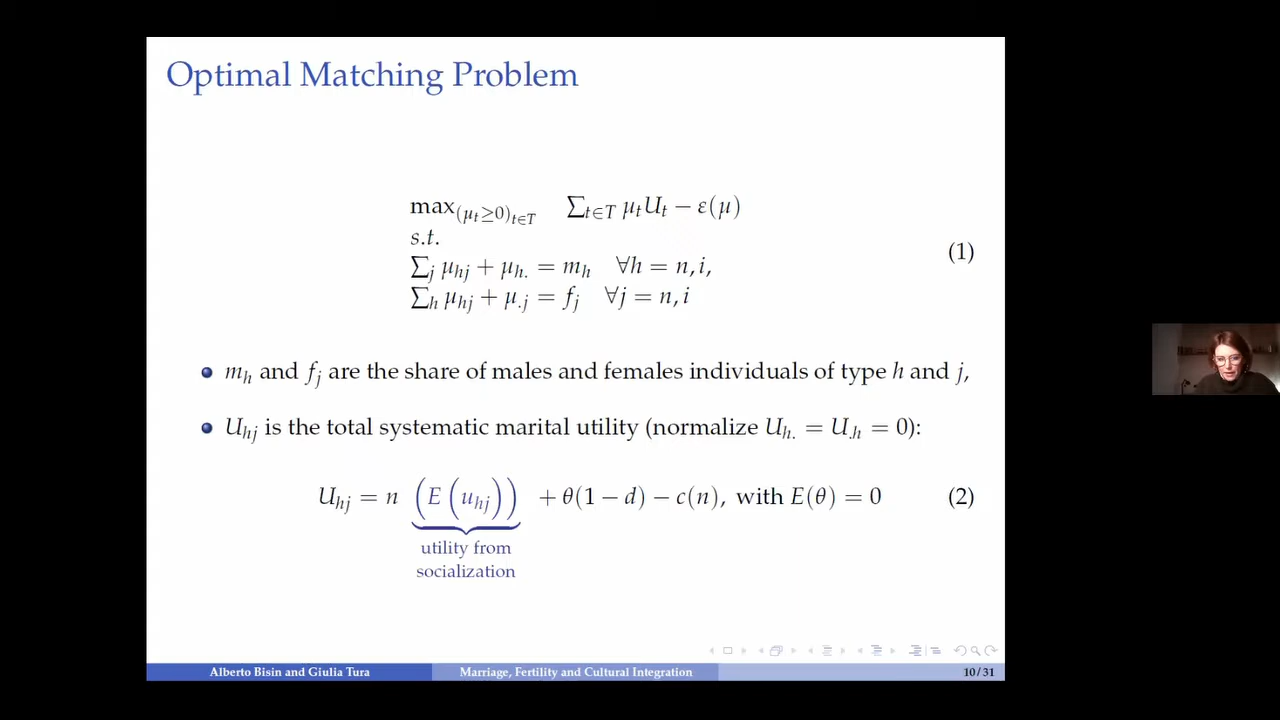 Optimal Matching Problem
max_{(μ_t≥0)_{t∈T}} ∑_{t∈T} μ_t U_t − ε(μ)
s.t.
∑_j μ_{hj} + μ_{h.} = m_h ∀h = n, i,
(1)
∑_h μ_{hj} + μ_{.j} = f_j ∀j = n, i
m_h and f_j are the share of males and females individuals of type h and j,
U_{hj} is the total systematic marital utility (normalize U_{h.} = U_{.h} = 0):
U_{hj} = n (E (u_{hj})) + θ(1 − d) − c(n), with E(θ) = 0 (2)
utility from
socialization
Alberto Bisin and Giulia Tura Marriage, Fertility and Cultural Integration 10 / 31